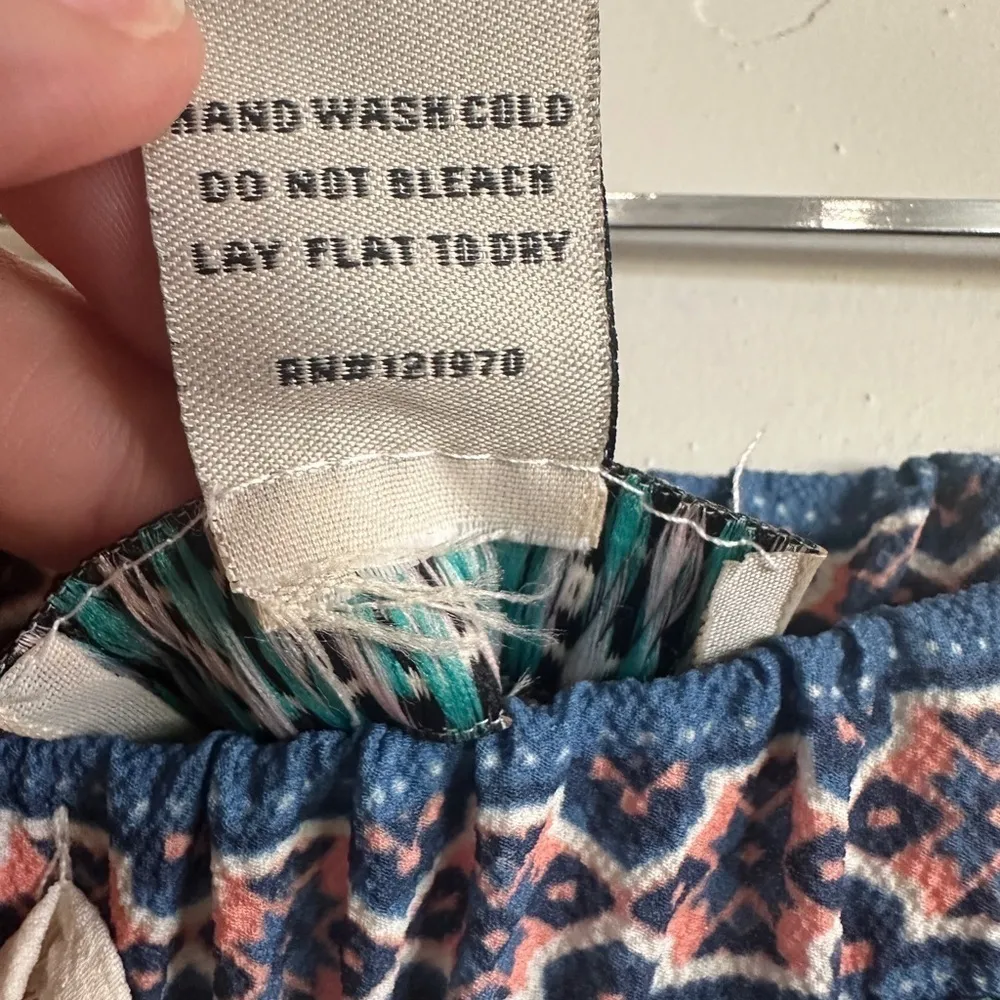 HAND WASH COLD
DO NOT BLEACH
LAY FLAT TO DRY
RN#121970